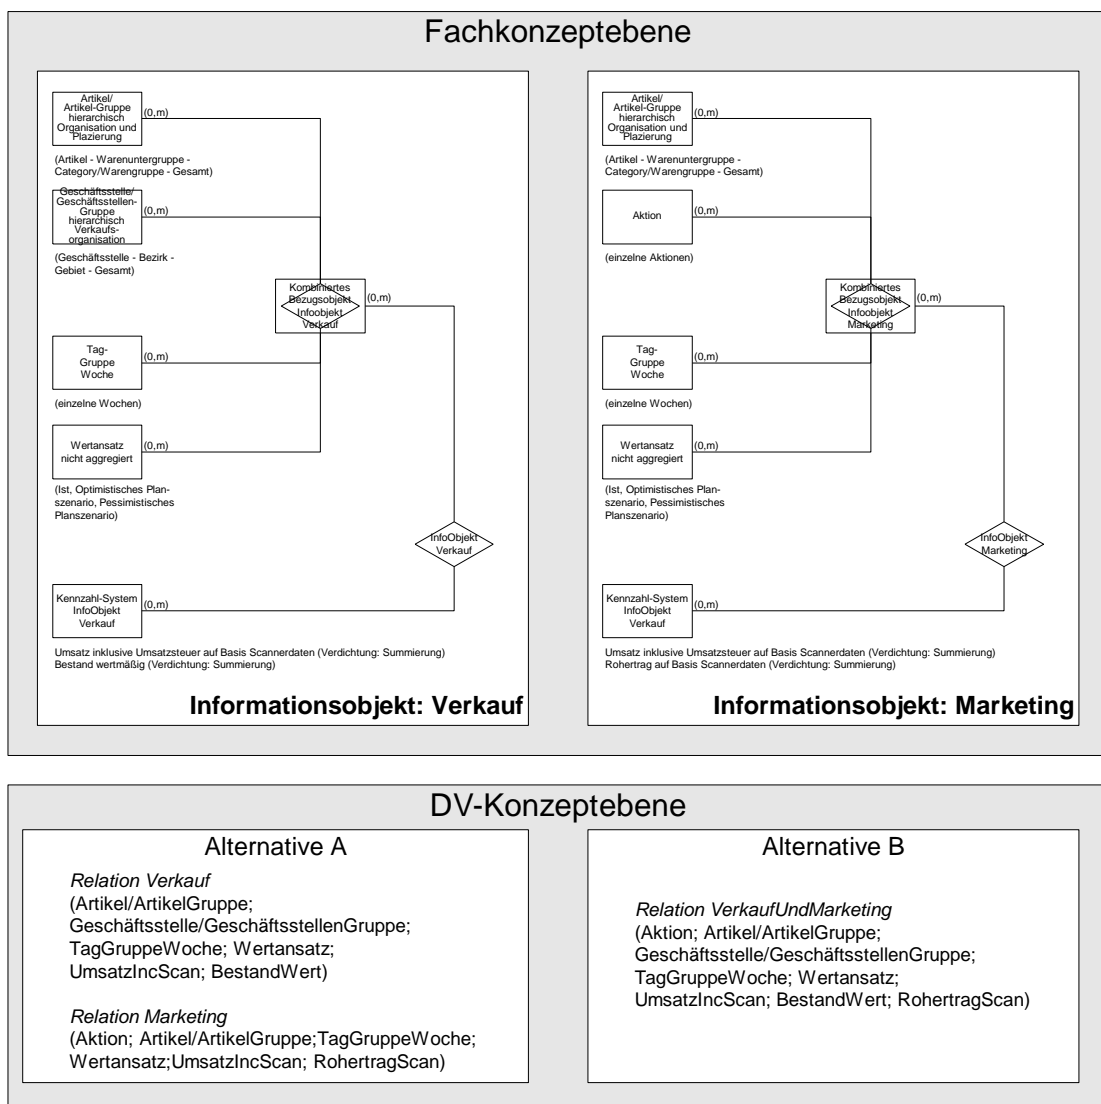 Fachkonzeptebene
Artikel/
Artikel-Gruppe
hierarchisch
Organisation und
Plazierung
(0,m)
(Artikel - Warenuntergruppe -
Category/Warengruppe - Gesamt)
Geschäftsstelle/
Geschäftsstellen-
Gruppe
hierarchisch
Verkaufs-
organisation
(0,m)
(Geschäftsstelle - Bezirk -
Gebiet - Gesamt)
Kombiniertes
Bezugsobjekt
Infoobjekt
Verkauf
(0,m)
Tag-
Gruppe
Woche
(0,m)
(einzelne Wochen)
Wertansatz
nicht aggregiert
(0,m)
(Ist, Optimistisches Plan-
szenario, Pessimistisches
Planszenario)
InfoObjekt
Verkauf
Kennzahl-System
InfoObjekt
Verkauf
(0,m)
Umsatz inklusive Umsatzsteuer auf Basis Scannerdaten (Verdichtung: Summierung)
Bestand wertmäßig (Verdichtung: Summierung)
Informationsobjekt: Verkauf
Artikel/
Artikel-Gruppe
hierarchisch
Organisation und
Plazierung
(0,m)
(Artikel - Warenuntergruppe -
Category/Warengruppe - Gesamt)
Aktion
(0,m)
(einzelne Aktionen)
Kombiniertes
Bezugsobjekt
Infoobjekt
Marketing
(0,m)
Tag-
Gruppe
Woche
(0,m)
(einzelne Wochen)
Wertansatz
nicht aggregiert
(0,m)
(Ist, Optimistisches Plan-
szenario, Pessimistisches
Planszenario)
InfoObjekt
Marketing
Kennzahl-System
InfoObjekt
Verkauf
(0,m)
Umsatz inklusive Umsatzsteuer auf Basis Scannerdaten (Verdichtung: Summierung)
Rohertrag auf Basis Scannerdaten (Verdichtung: Summierung)
Informationsobjekt: Marketing
DV-Konzeptebene
Alternative A
Relation Verkauf
(Artikel/ArtikelGruppe;
Geschäftsstelle/GeschäftsstellenGruppe;
TagGruppeWoche; Wertansatz;
UmsatzIncScan; BestandWert)
Relation Marketing
(Aktion; Artikel/ArtikelGruppe;TagGruppeWoche;
Wertansatz;UmsatzIncScan; RohertragScan)
Alternative B
Relation VerkaufUndMarketing
(Aktion; Artikel/ArtikelGruppe;
Geschäftsstelle/GeschäftsstellenGruppe;
TagGruppeWoche; Wertansatz;
UmsatzIncScan; BestandWert; RohertragScan)